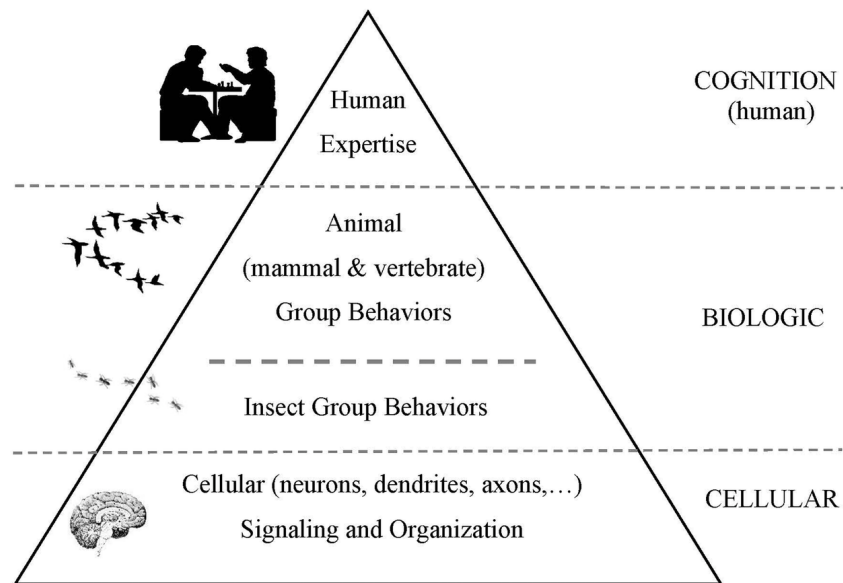 Human
Expertise
COGNITION
(human)
Animal
(mammal & vertebrate)
Group Behaviors
BIOLOGIC
Insect Group Behaviors
Cellular (neurons, dendrites, axons,…)
Signaling and Organization
CELLULAR